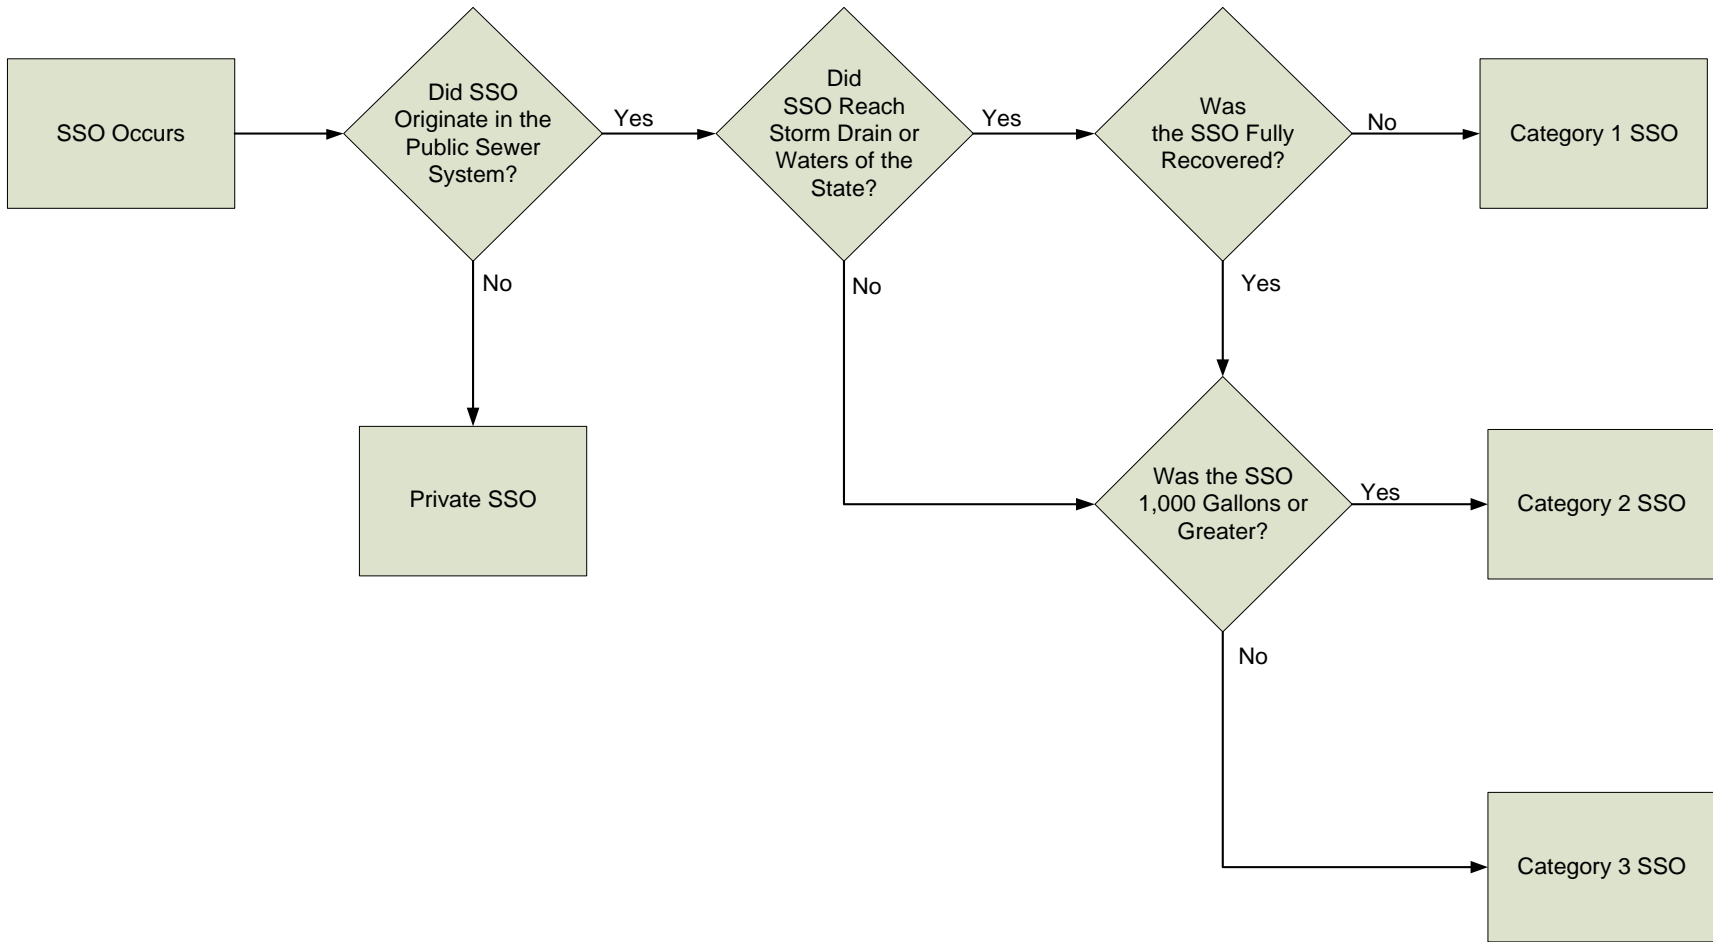 SSO Occurs
Did SSO
Originate in the
Public Sewer
System?
Yes
Did
SSO Reach
Storm Drain or
Waters of the
State?
Yes
Was
the SSO Fully
Recovered?
No
Category 1 SSO
No
No
Yes
Private SSO
Was the SSO
1,000 Gallons or
Greater?
Yes
Category 2 SSO
No
Category 3 SSO